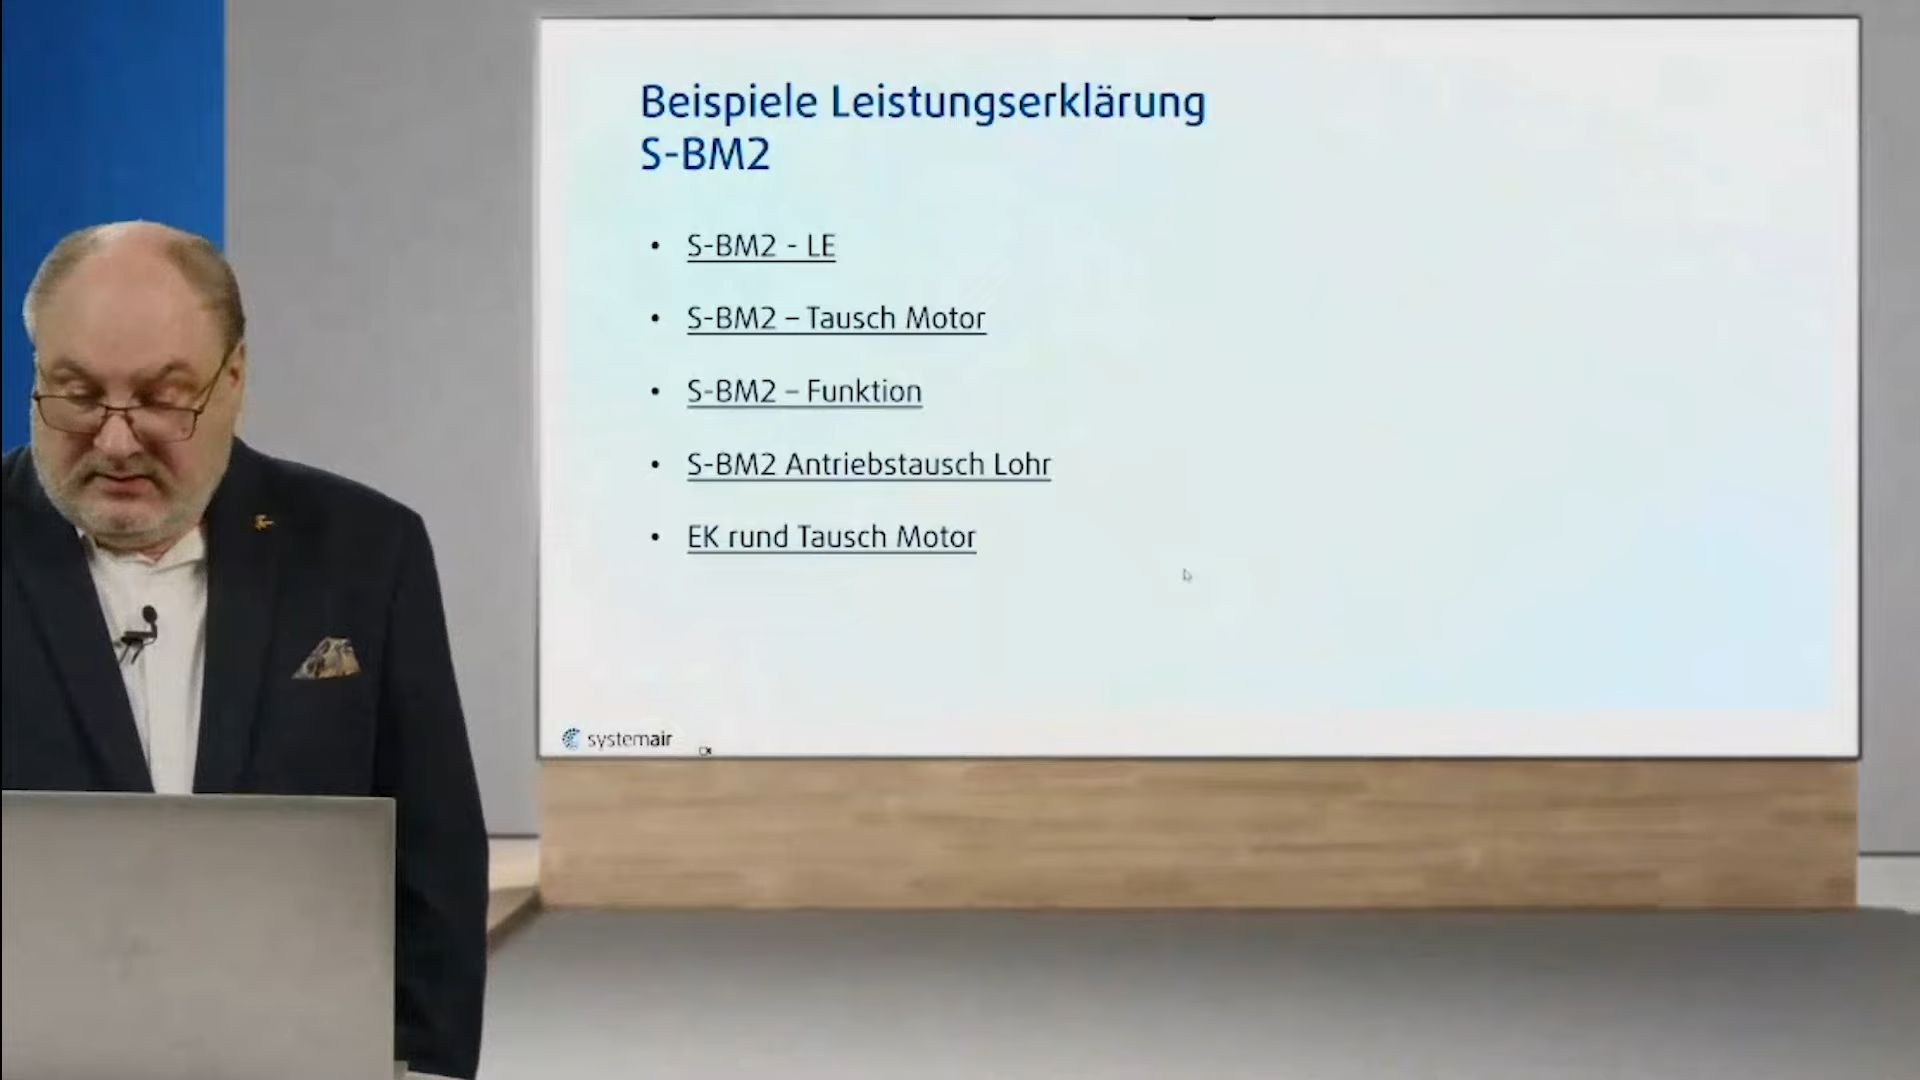 Beispiele Leistungserklärung
S-BM2
• S-BM2 - LE
• S-BM2 – Tausch Motor
• S-BM2 – Funktion
• S-BM2 Antriebstausch Lohr
• EK rund Tausch Motor
systemair